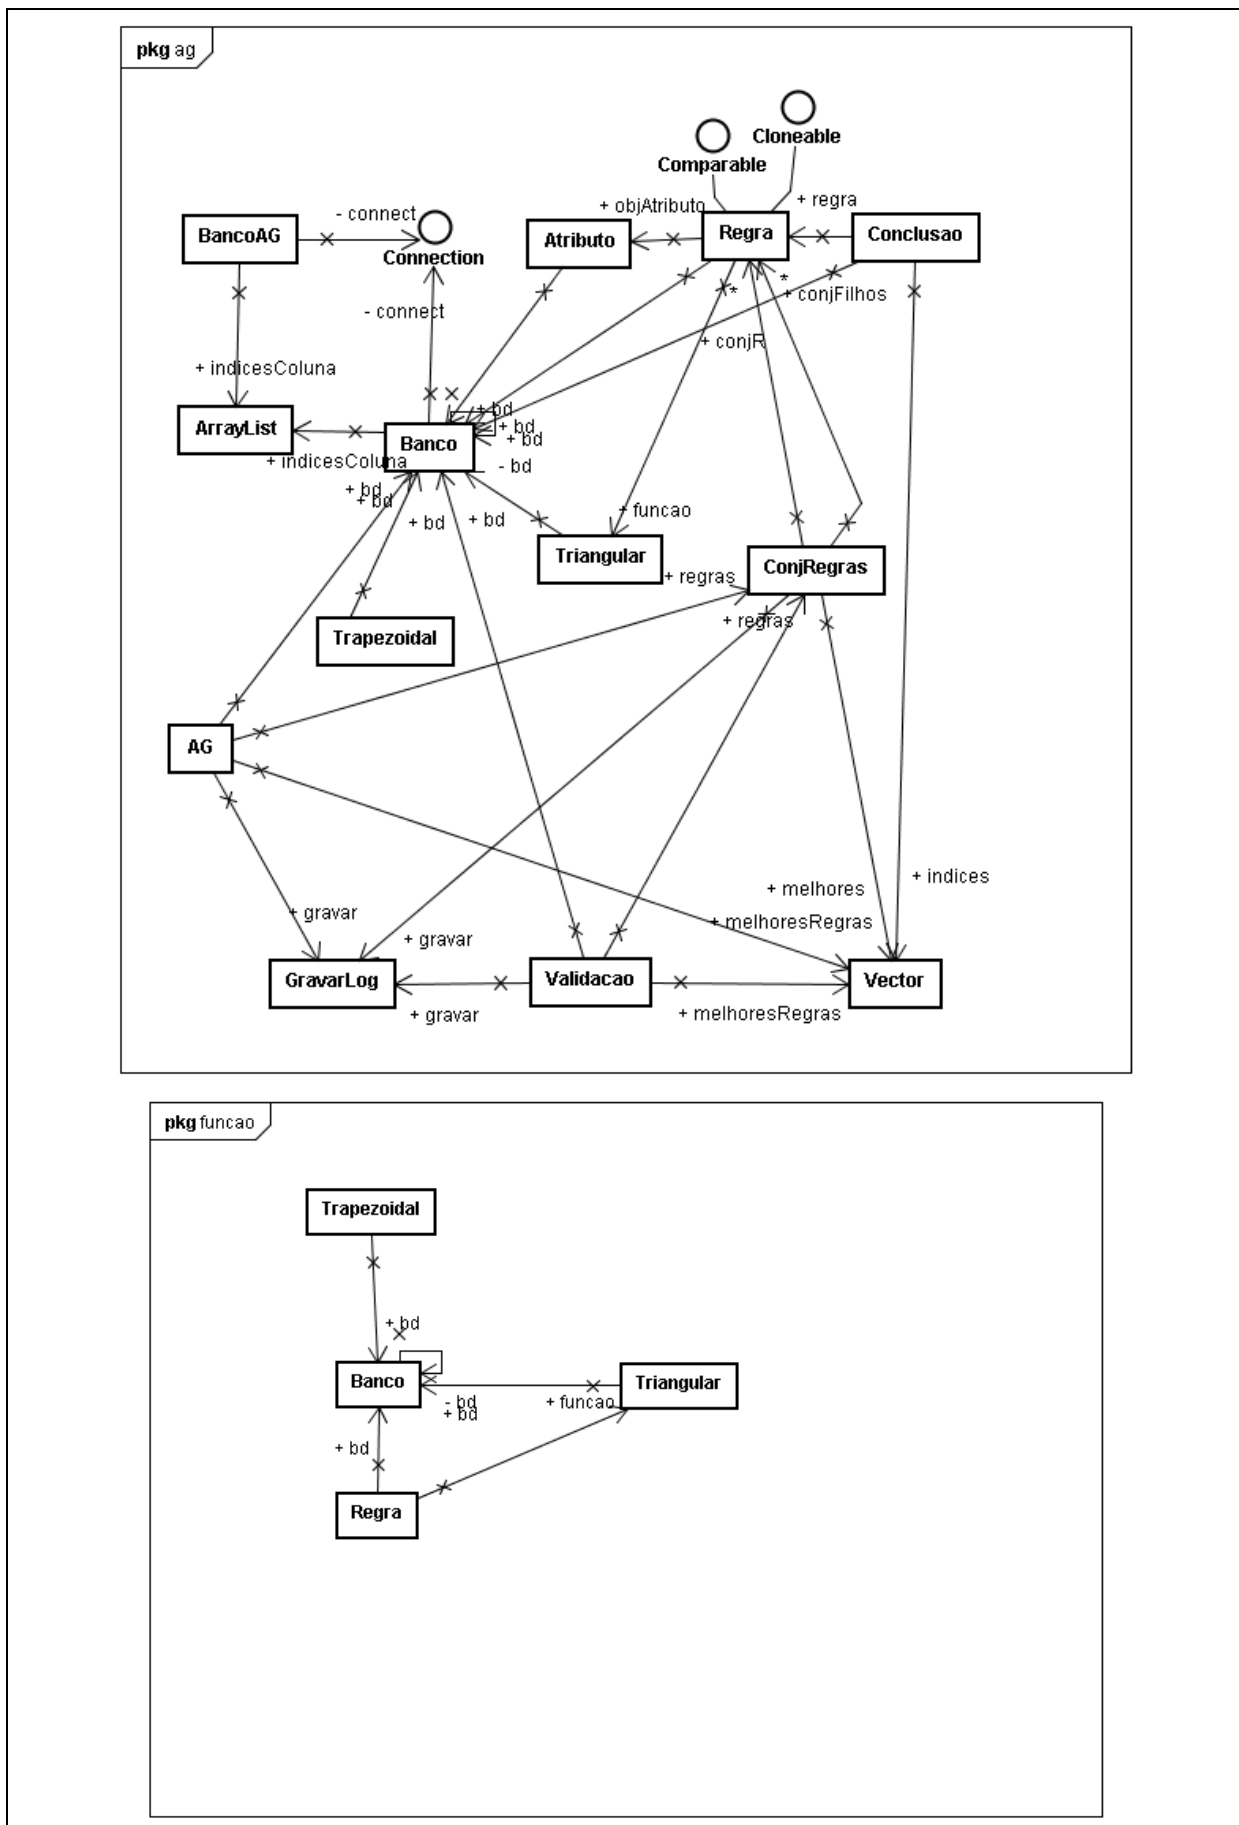 pkg ag
Cloneable
Comparable
+ objAtributo
+ regra
- connect
BancoAG
Atributo
Regra
Conclusao
Connection
*
*
+ conjFilhos
- connect
+ conjR
+ indicesColuna
+ bd
ArrayList
+ bd
Banco
+ bd
+ indicesColuna
- bd
+ bd
+ bd
+ bd
+ bd
+ funcao
Triangular
ConjRegras
+ regras
+ regras
Trapezoidal
AG
+ indices
+ melhores
+ gravar
+ melhoresRegras
+ gravar
GravarLog
Validacao
Vector
+ gravar
+ melhoresRegras
pkg funcao
Trapezoidal
+ bd
Banco
Triangular
- bd
+ funcao
+ bd
+ bd
Regra